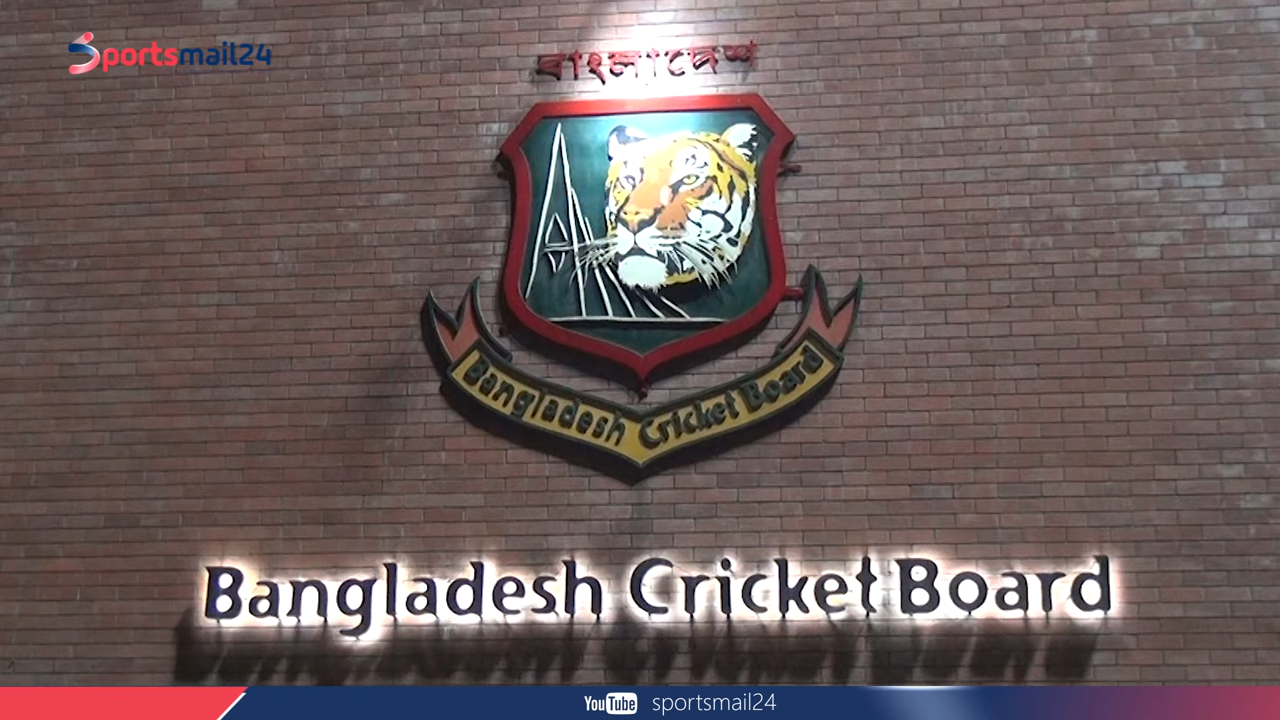 Sportsmail24
বাংলাদেশ
Bangladesh Cricket Board
Bangladesh Cricket Board
YouTube sportsmail24